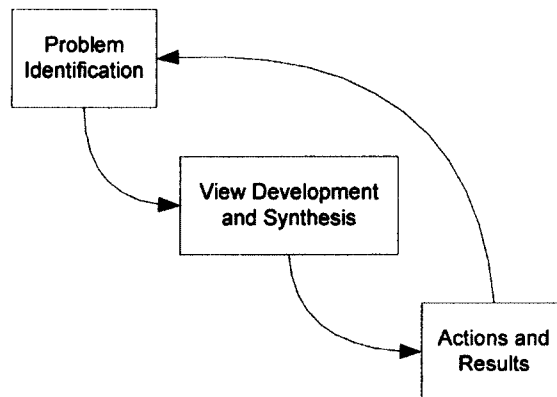 Problem
Identification
View Development
and Synthesis
Actions and
Results